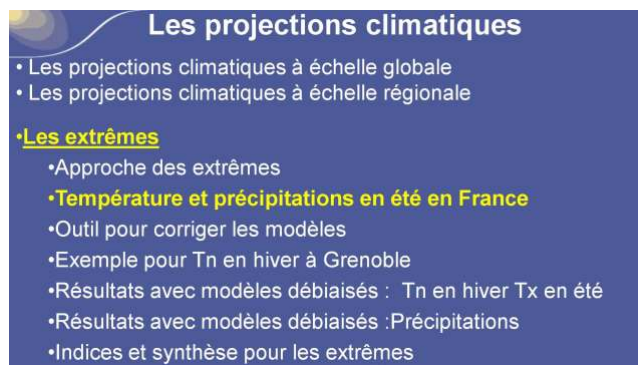 Les projections climatiques
• Les projections climatiques à échelle globale
• Les projections climatiques à échelle régionale
•Les extrêmes
•Approche des extrêmes
•Température et précipitations en été en France
•Outil pour corriger les modèles
•Exemple pour Tn en hiver à Grenoble
•Résultats avec modèles débiaisés : Tn en hiver Tx en été
•Résultats avec modèles débiaisés :Précipitations
•Indices et synthèse pour les extrêmes